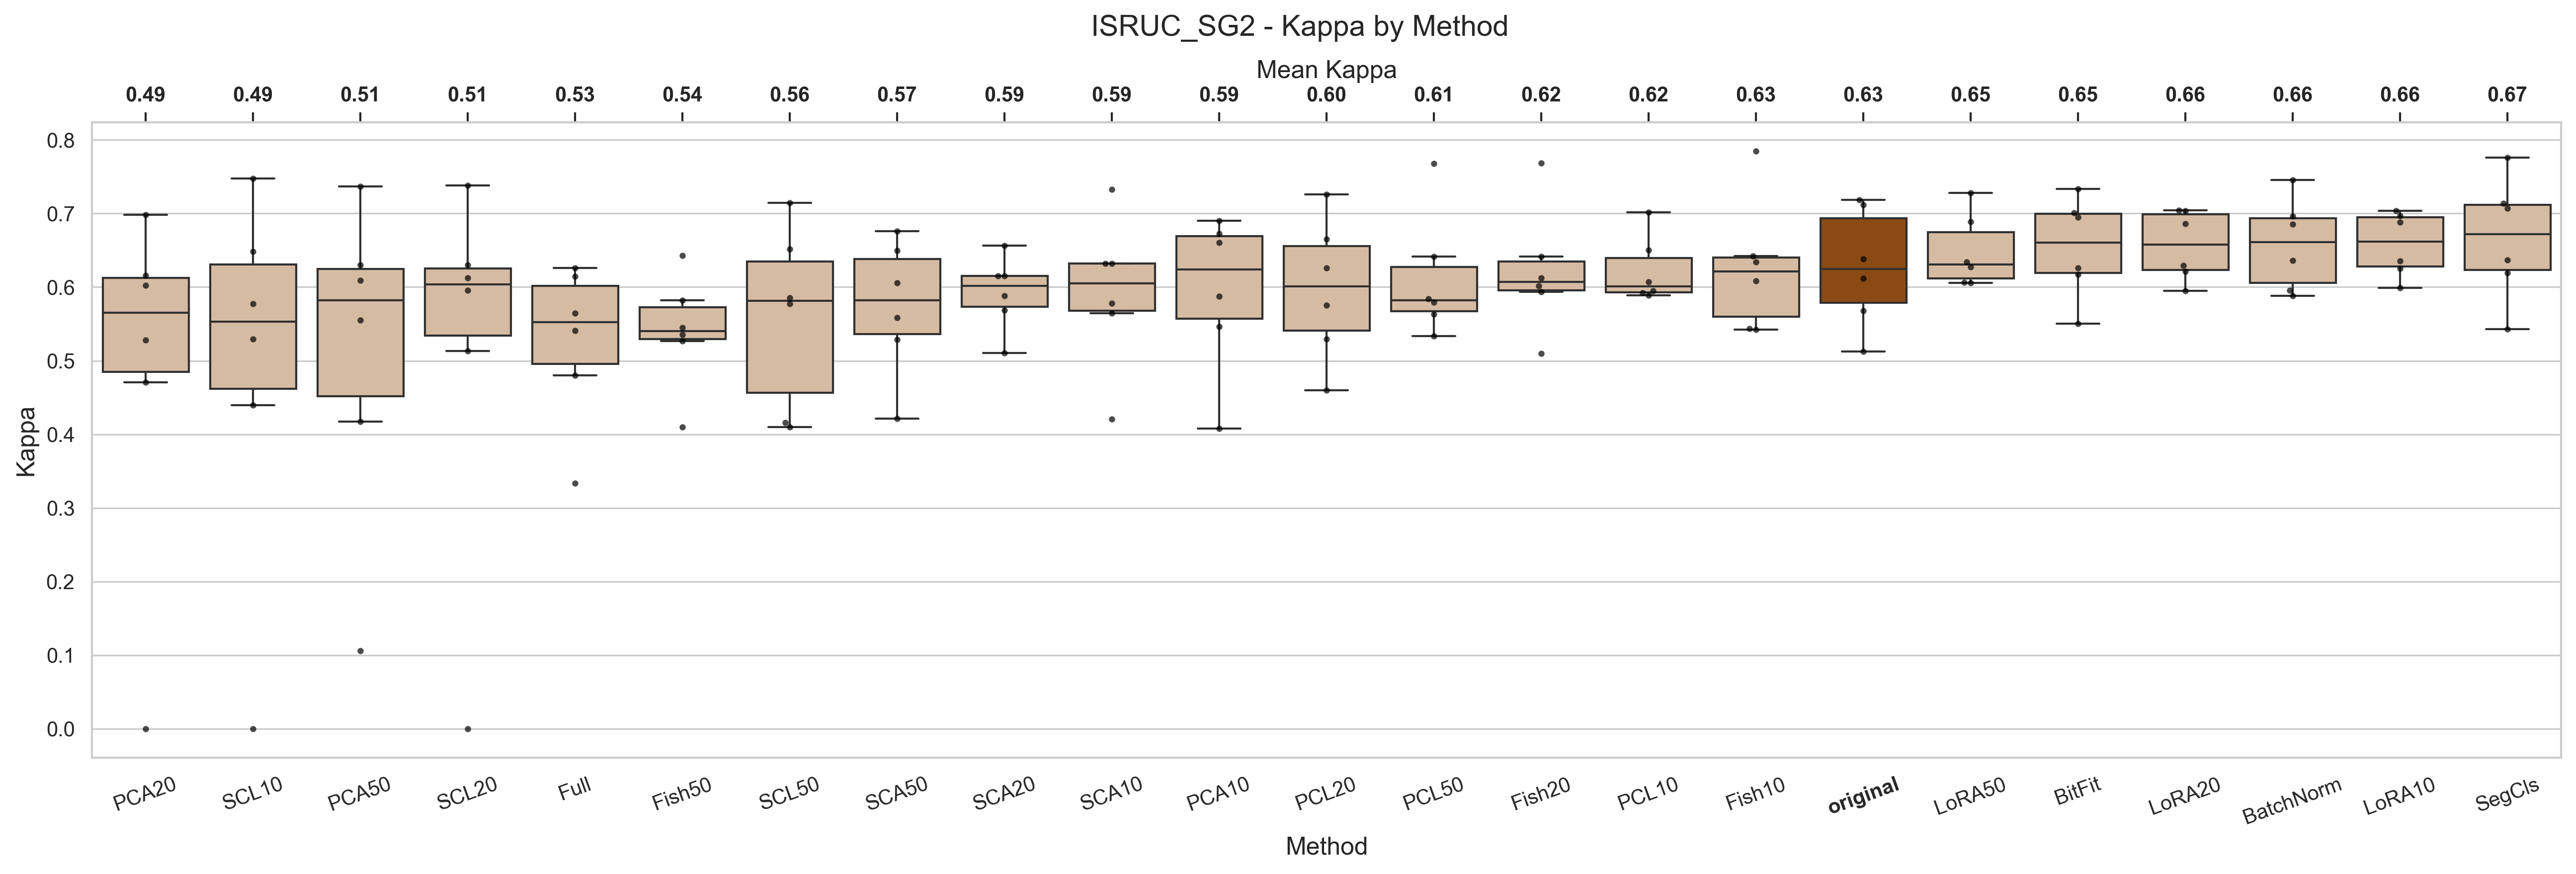 ISRUC_SG2 - Kappa by Method
Mean Kappa
0.49 0.49 0.51 0.51 0.53 0.54 0.56 0.57 0.59 0.59 0.59 0.60 0.61 0.62 0.62 0.63 0.63 0.65 0.65 0.66 0.66 0.66 0.67
0.8
0.7
0.6
0.5
0.4
0.3
0.2
0.1
0.0
Kappa
PCA20 SCL10 PCA50 SCL20 Full Fish50 SCL50 SCA50 SCA20 SCA10 PCA10 PCL20 PCL50 Fish20 PCL10 Fish10 original LoRA50 BitFit LoRA20 BatchNorm LoRA10 SegCls
Method